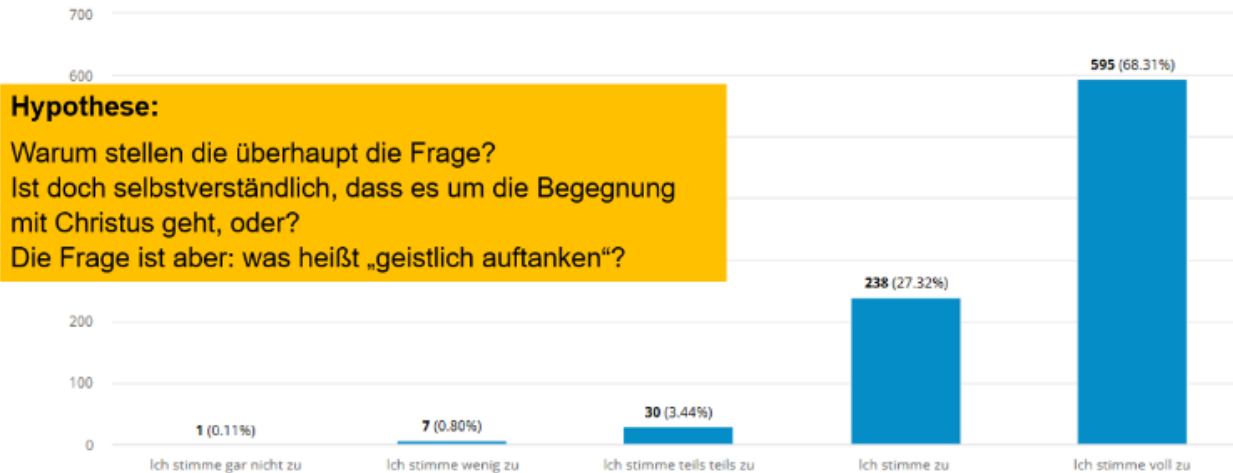 700
600
Hypothese:
Warum stellen die überhaupt die Frage?
Ist doch selbstverständlich, dass es um die Begegnung
mit Christus geht, oder?
Die Frage ist aber: was heißt „geistlich auftanken“?
200
100
0
1 (0.11%)
7 (0.80%)
30 (3.44%)
238 (27.32%)
595 (68.31%)
Ich stimme gar nicht zu
Ich stimme wenig zu
Ich stimme teils teils zu
Ich stimme zu
Ich stimme voll zu